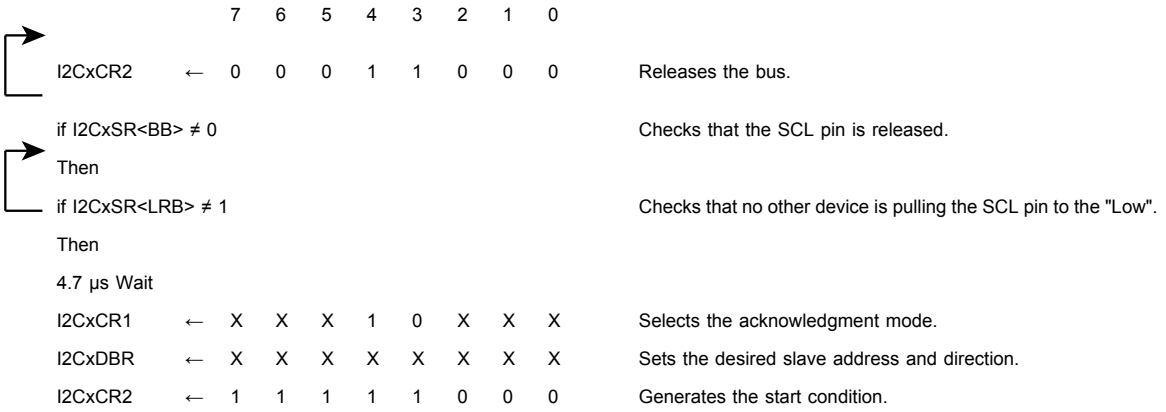 7 6 5 4 3 2 1 0
I2CxCR2 ← 0 0 0 1 1 0 0 0 Releases the bus.
if I2CxSR<BB> ≠ 0 Checks that the SCL pin is released.
Then
if I2CxSR<LRB> ≠ 1 Checks that no other device is pulling the SCL pin to the "Low".
Then
4.7 μs Wait
I2CxCR1 ← X X X 1 0 X X X Selects the acknowledgment mode.
I2CxDBR ← X X X X X X X X Sets the desired slave address and direction.
I2CxCR2 ← 1 1 1 1 1 0 0 0 Generates the start condition.